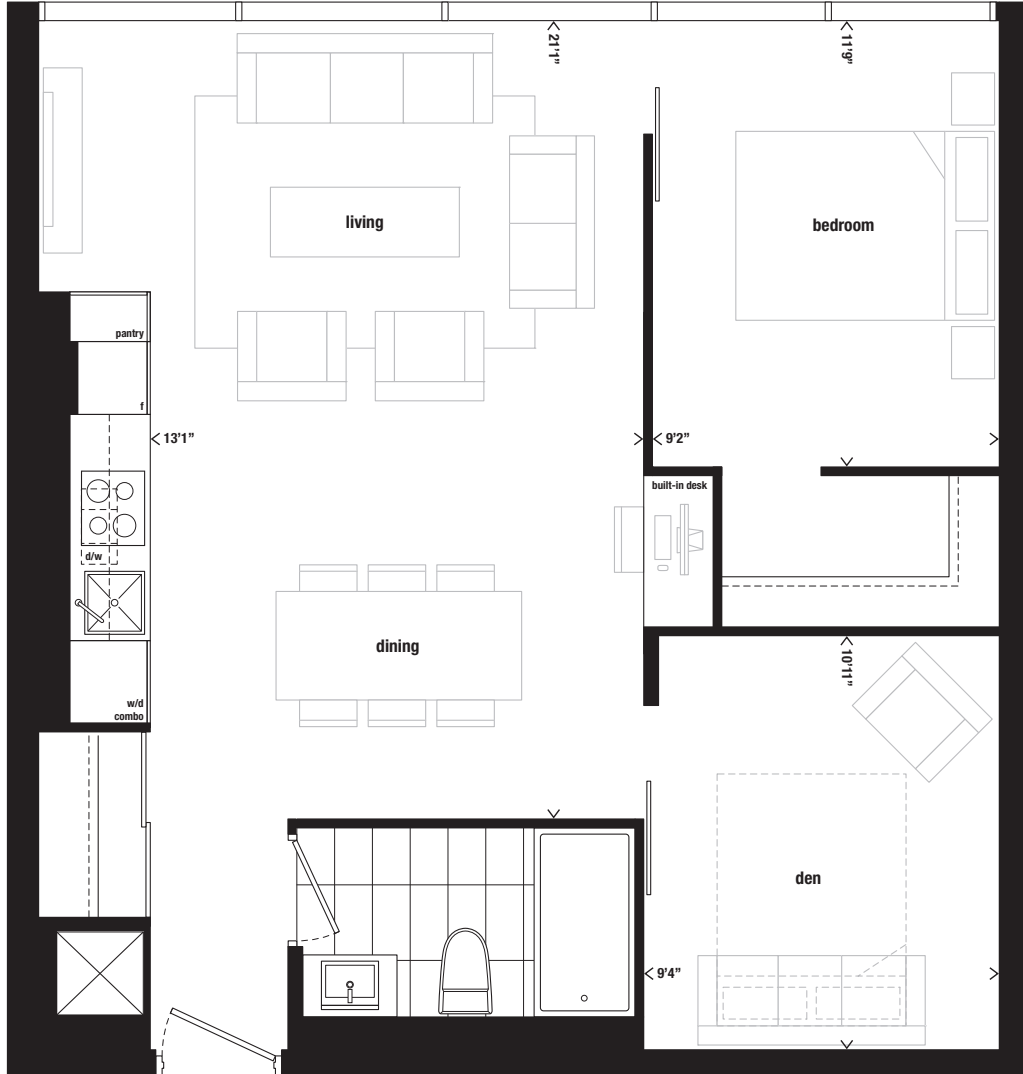 21'1"
11'9"
living
bedroom
pantry
f
13'1"
9'2"
built-in desk
d/w
dining
10'11"
w/d
combo
den
9'4"